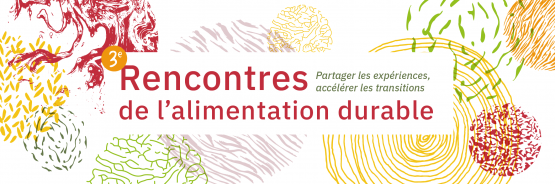 3e
Rencontres
Partager les expériences,
accélérer les transitions
de l'alimentation durable